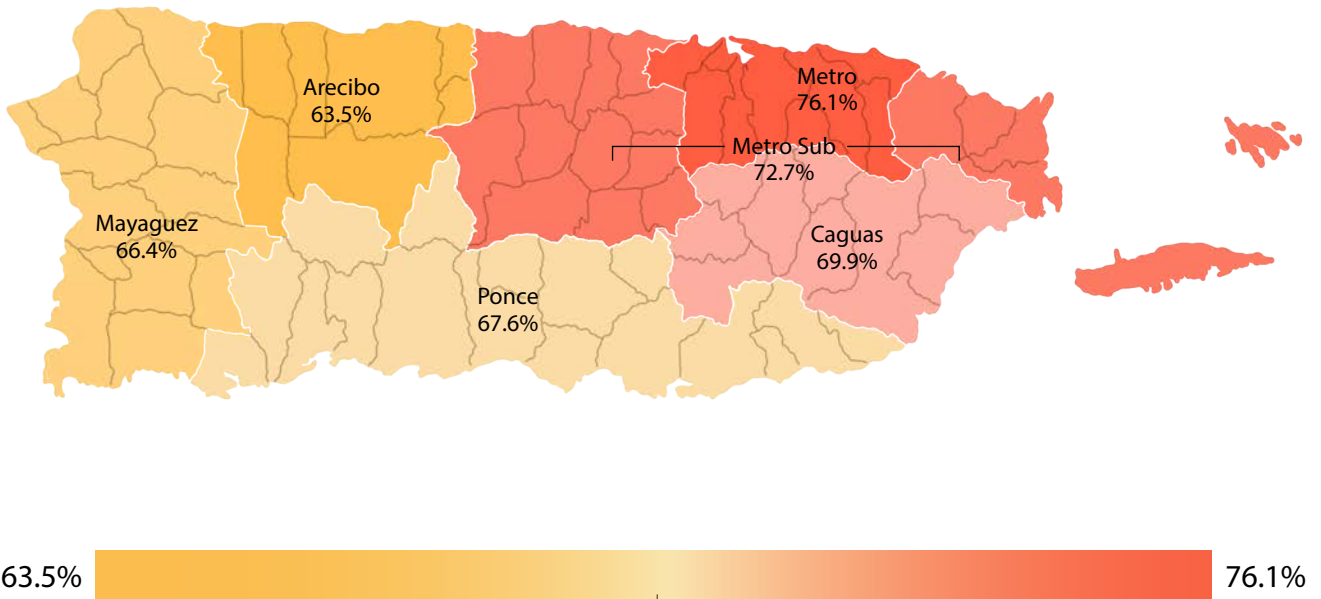 Arecibo
63.5%
Metro
76.1%
Metro Sub
72.7%
Mayaguez
66.4%
Caguas
69.9%
Ponce
67.6%
63.5%
76.1%